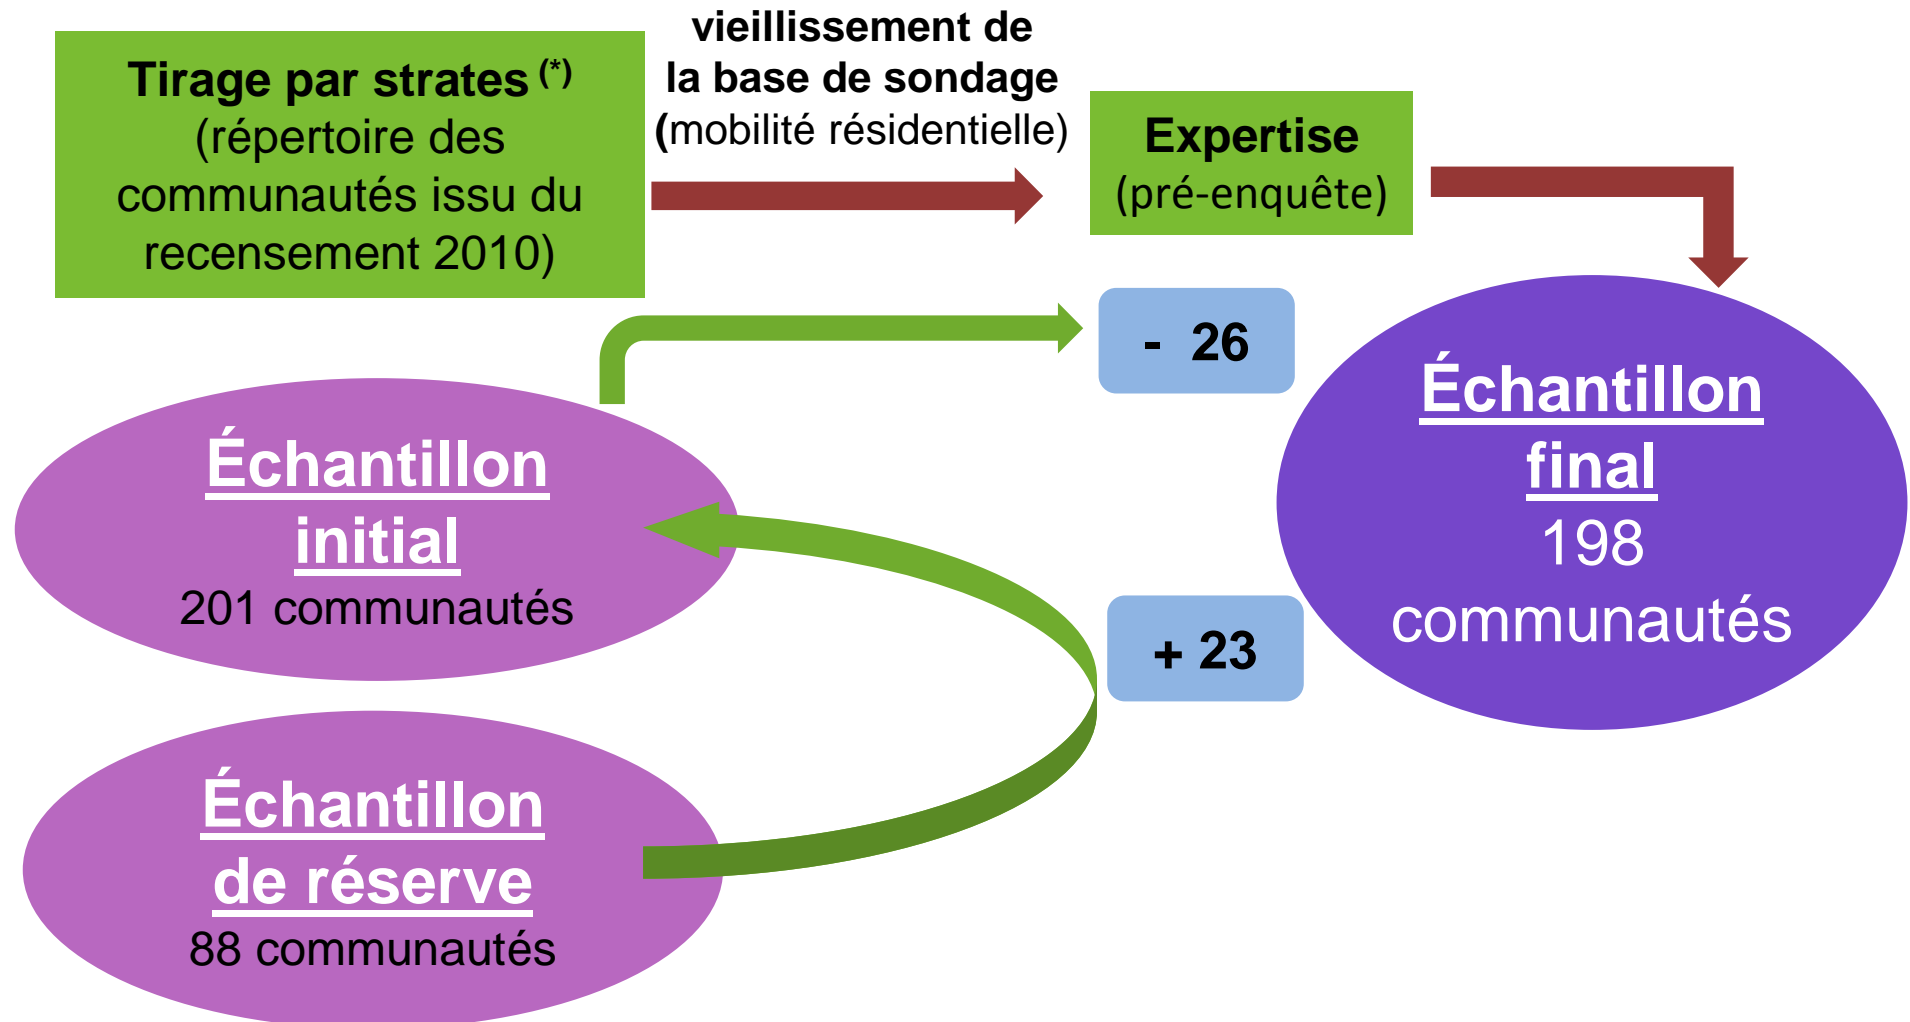 Tirage par strates (*)
(répertoire des
communautés issu du
recensement 2010)
vieillissement de
la base de sondage
(mobilité résidentielle)
Expertise
(pré-enquête)
- 26
Échantillon
initial
201 communautés
Échantillon
final
198
communautés
+ 23
Échantillon
de réserve
88 communautés